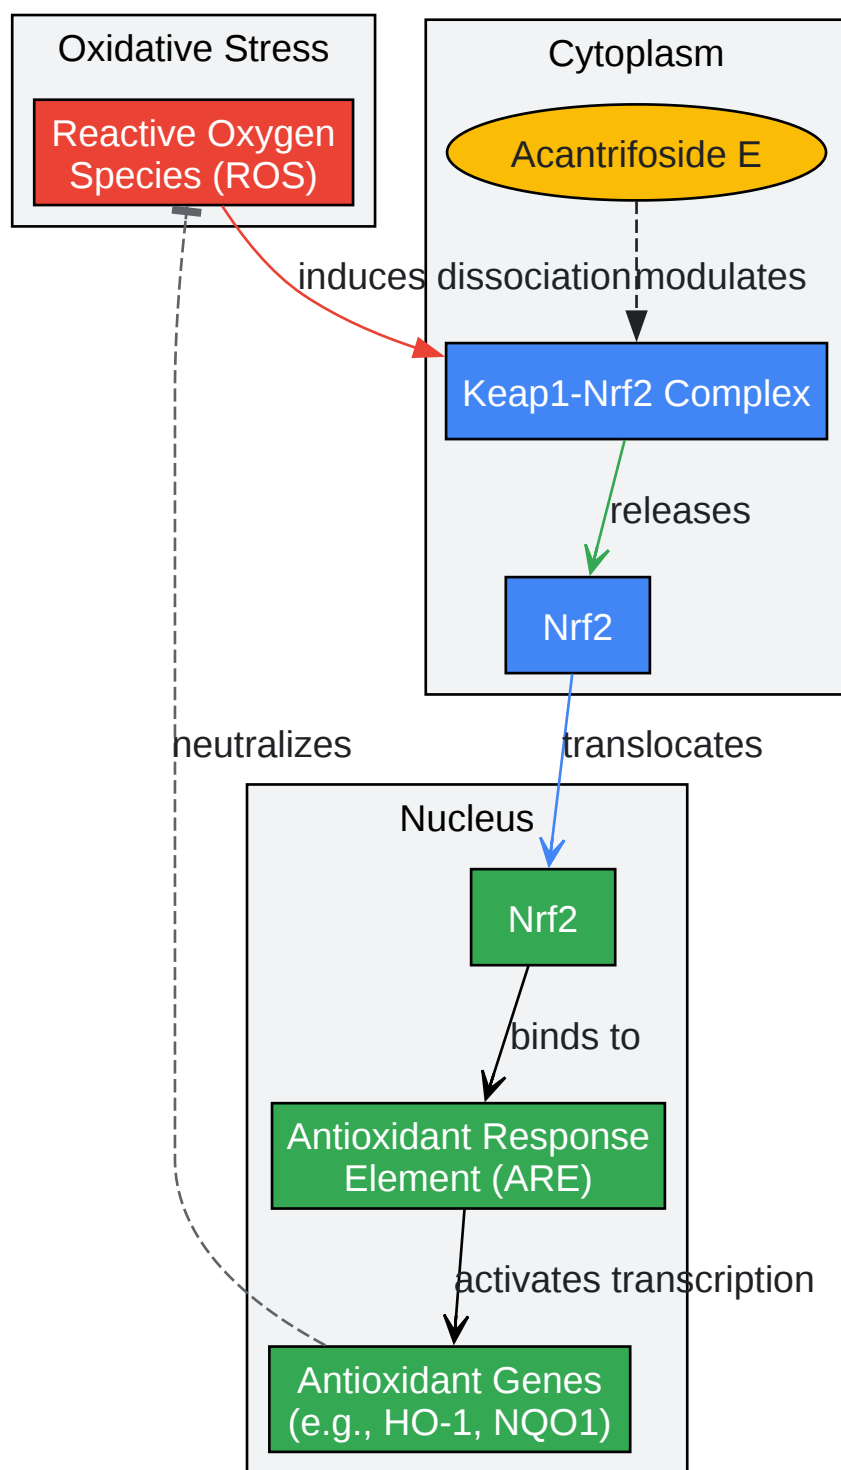 Oxidative Stress
Reactive Oxygen
Species (ROS)
Cytoplasm
Acantrifoside E
induces dissociation
modulates
Keap1-Nrf2 Complex
releases
Nrf2
neutralizes
translocates
Nucleus
Nrf2
binds to
Antioxidant Response
Element (ARE)
activates transcription
Antioxidant Genes
(e.g., HO-1, NQO1)